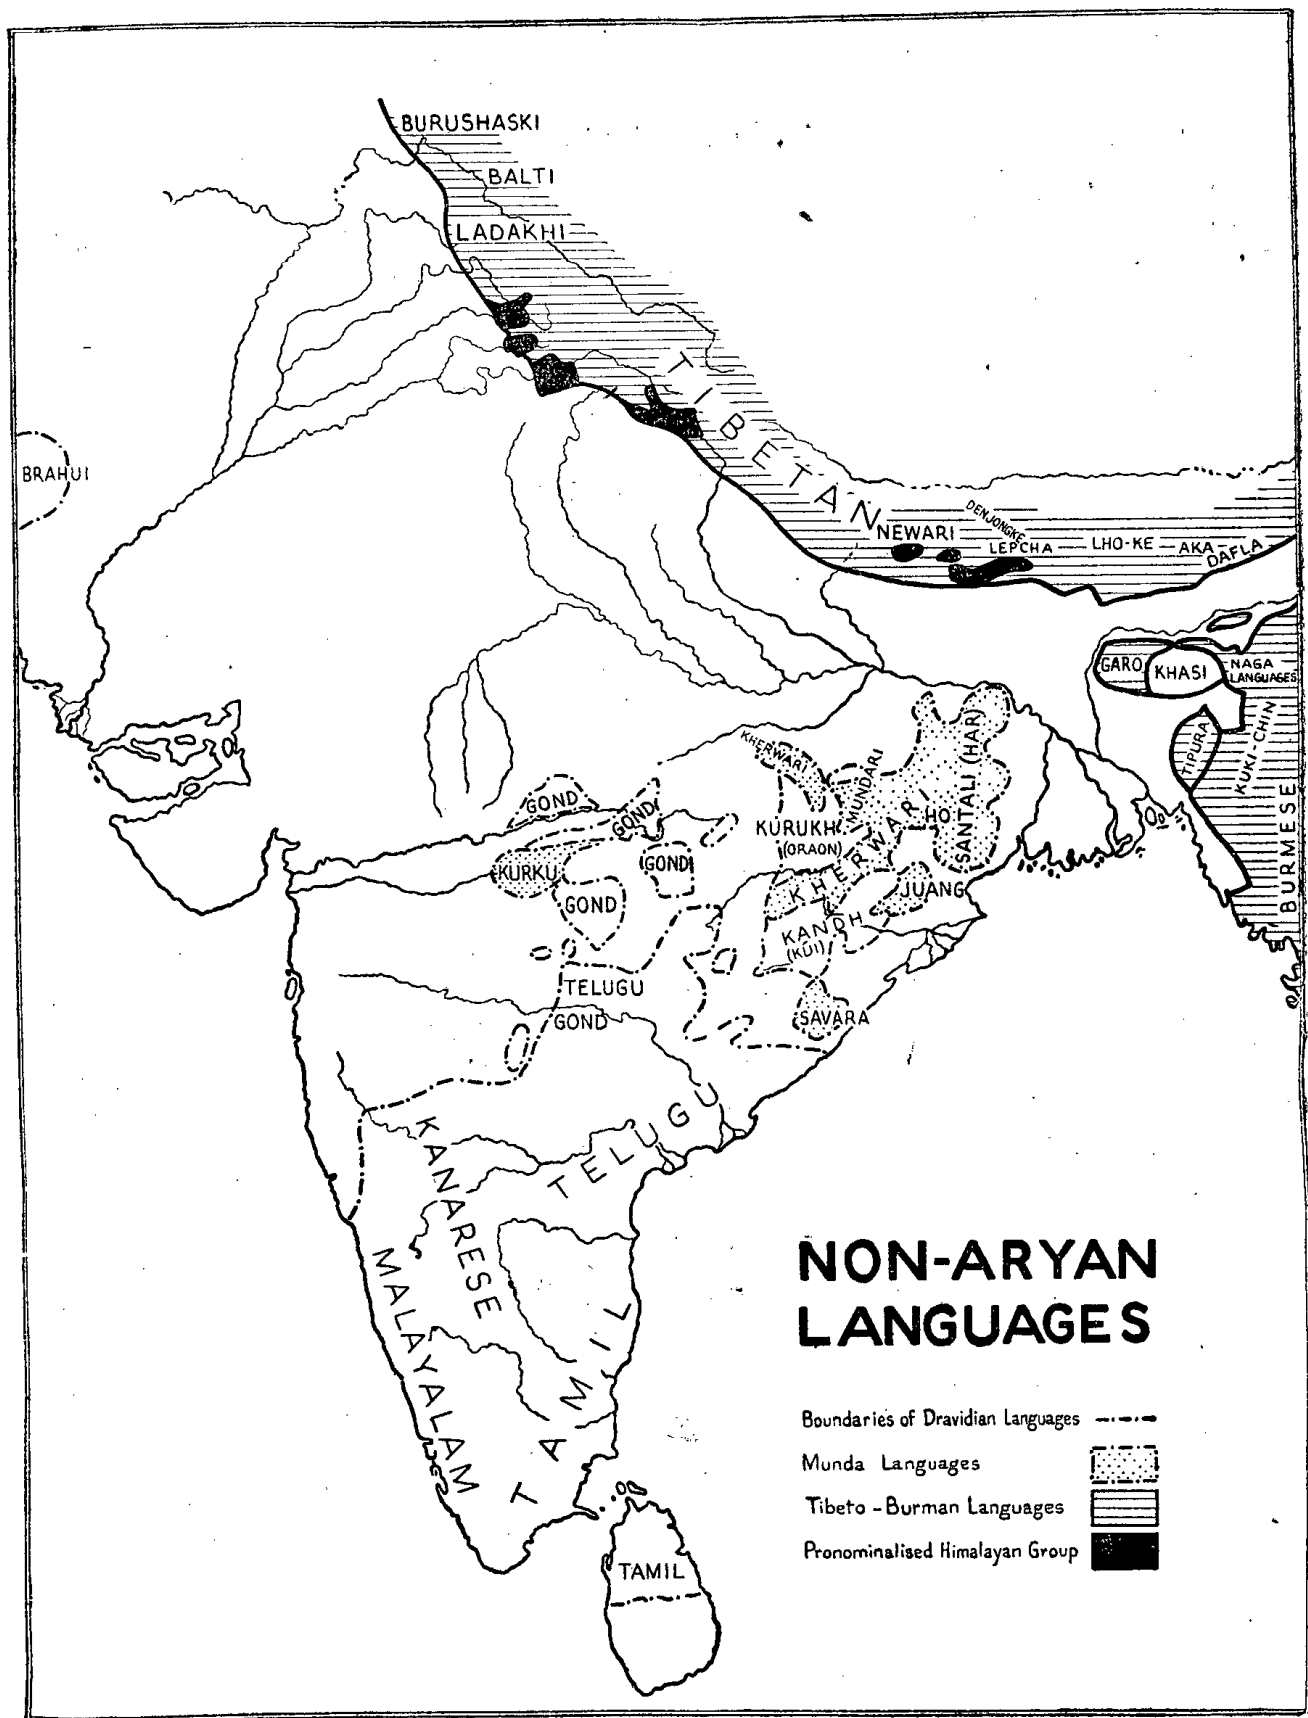 BURUSHASKI
BALTI
LADAKHI
TIBETAN
BRAHUI
NEWARI
DENJONGKE
LEPCHA
LHO-KE
AKA
DAFLA
GARO
KHASI
NAGA
LANGUAGES
TIPURA
KUKI-CHIN
BURMESE
KHERWARI
MUNDARI
SANTALI (HAR)
GOND
GOND
KURUKH
(ORAON)
HO
KHERWARI
KURKU
GOND
GOND
JUANG
KANDH
(KUI)
TELUGU
GOND
SAVARA
TELUGU
KANARESE
MALAYALAM
TAMIL
TAMIL
NON-ARYAN
LANGUAGES
Boundaries of Dravidian Languages
Munda Languages
Tibeto-Burman Languages
Pronominalised Himalayan Group